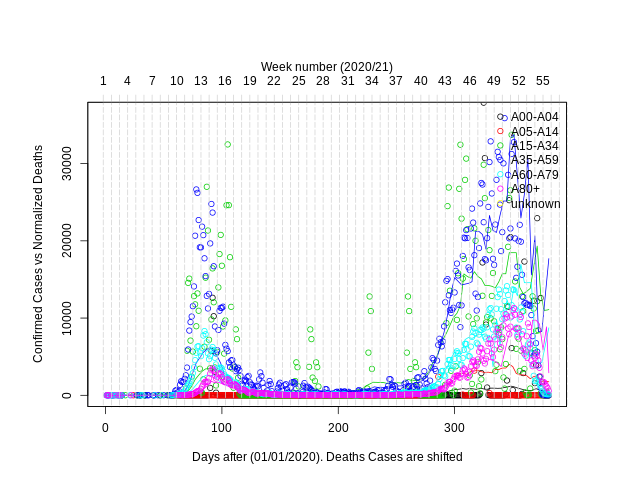 Week number (2020/21)
1 4 7 10 13 16 19 22 25 28 31 34 37 40 43 46 49 52 55
Confirmed Cases vs Normalized Deaths
30000
20000
10000
0
A00-A04
A05-A14
A15-A34
A35-A59
A60-A79
A80+
unknown
0 100 200 300
Days after (01/01/2020). Deaths Cases are shifted